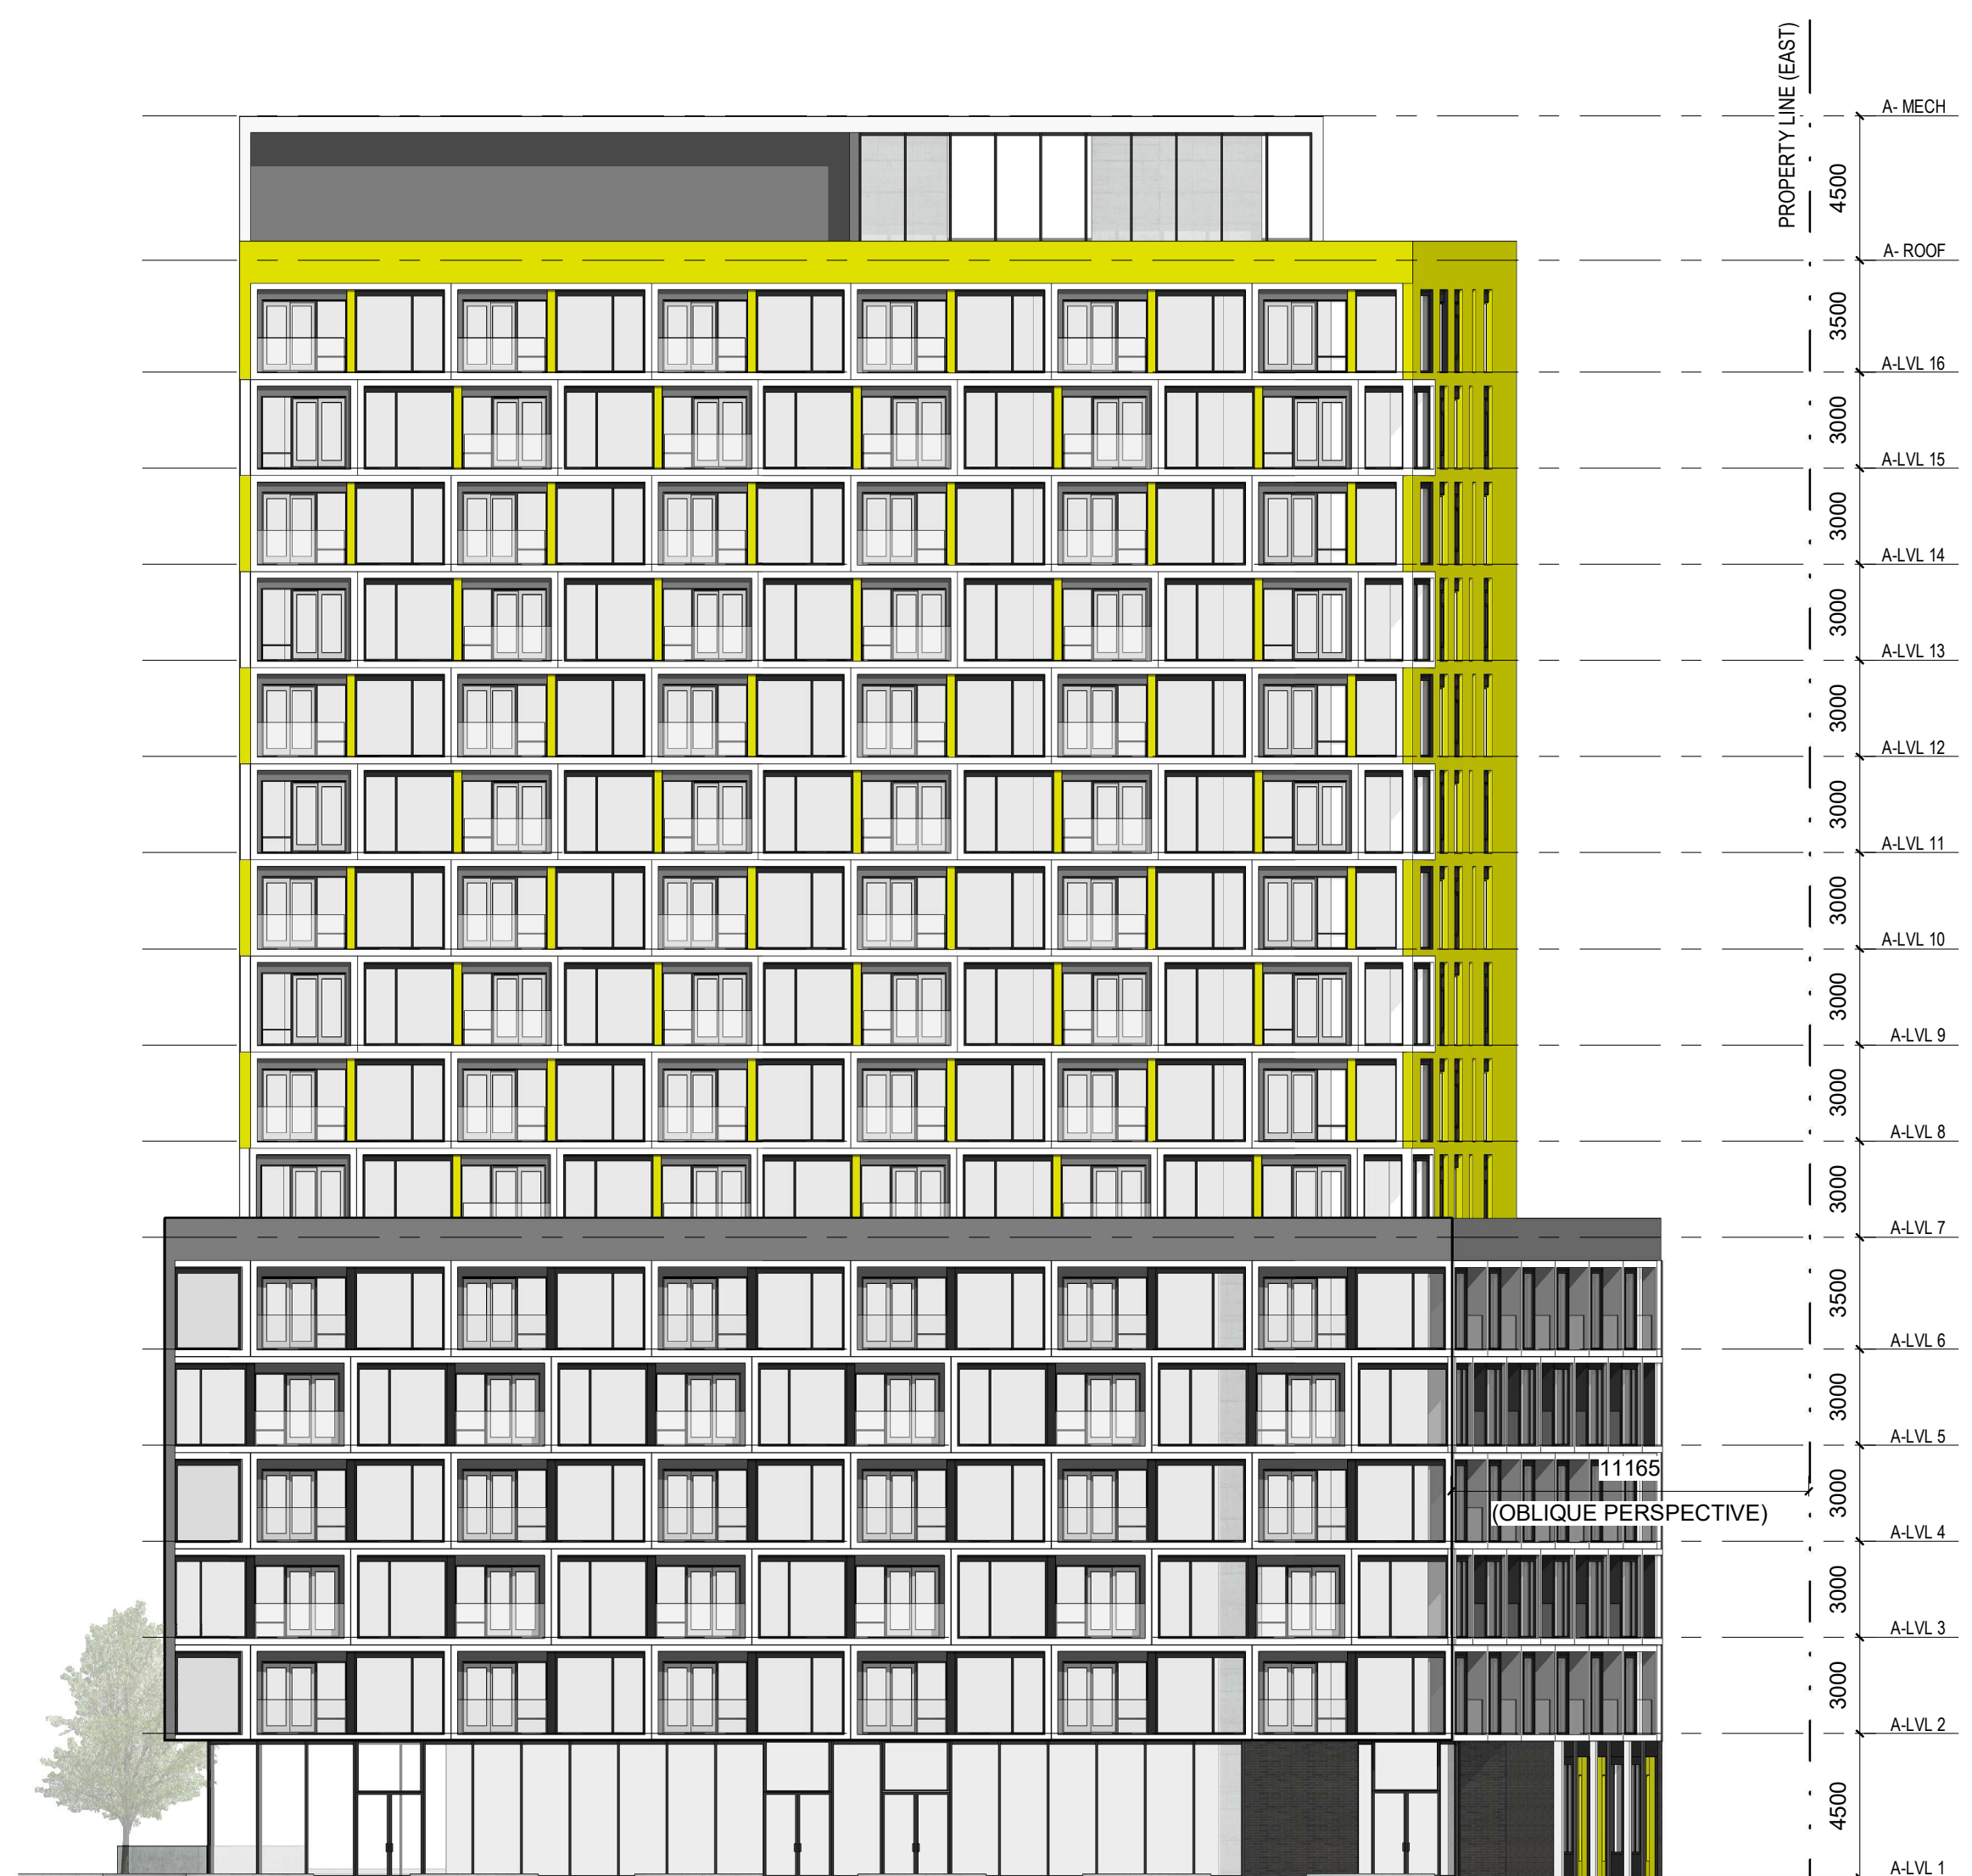 PROPERTY LINE (EAST)
A- MECH
4500
A- ROOF
3500
A-LVL 16
3000
A-LVL 15
3000
A-LVL 14
3000
A-LVL 13
3000
A-LVL 12
3000
A-LVL 11
3000
A-LVL 10
3000
A-LVL 9
3000
A-LVL 8
3000
A-LVL 7
3500
A-LVL 6
3000
A-LVL 5
11165
(OBLIQUE PERSPECTIVE)
3000
A-LVL 4
3000
A-LVL 3
3000
A-LVL 2
4500
A-LVL 1